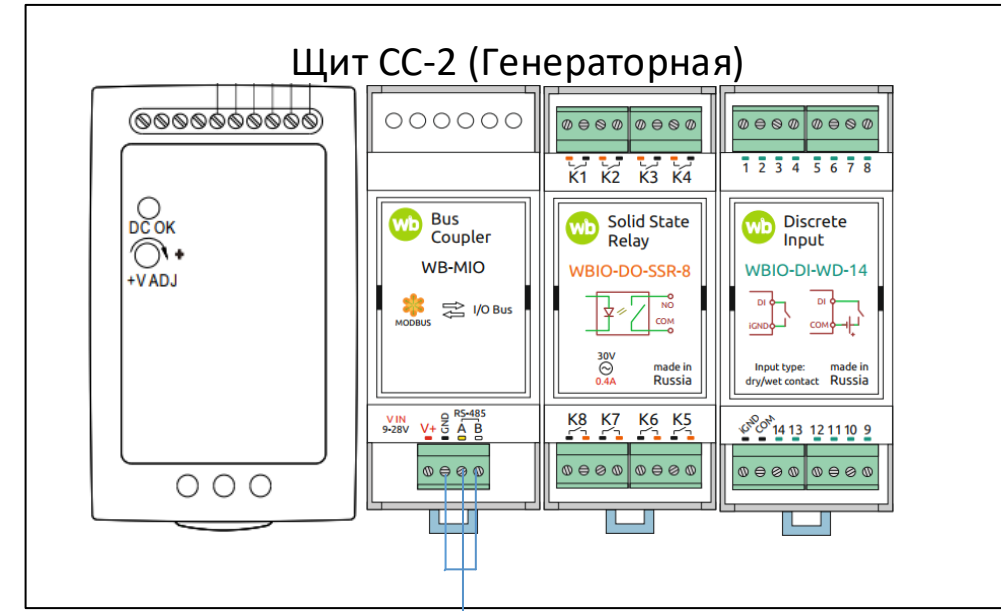 Щит СС-2 (Генераторная)
DC OK
+
+V ADJ
wb
Bus
Coupler
WB-MIO
MODBUS
I/O Bus
V IN
9-28V
V+
GND
RS-485
A
B
K1 K2 K3 K4
wb
Solid State
Relay
WBIO-DO-SSR-8
NO
COM
30V
0.4A
made in
Russia
K8 K7 K6 K5
1 2 3 4 5 6 7 8
wb
Discrete
Input
WBIO-DI-WD-14
DI
iGND
DI
COM
+
Input type:
dry/wet contact
made in
Russia
iGND COM 14 13 12 11 10 9